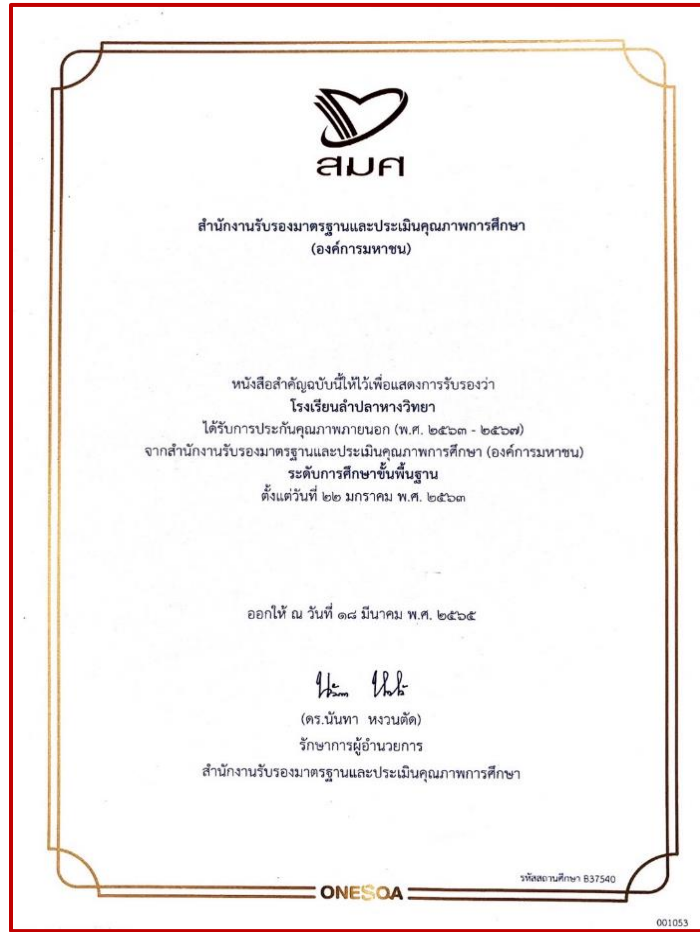 สมศ
สำนักงานรับรองมาตรฐานและประเมินคุณภาพการศึกษา
(องค์การมหาชน)
หนังสือสำคัญฉบับนี้ให้ไว้เพื่อแสดงการรับรองว่า
โรงเรียนลำปลาหางวิทยา
ได้รับการประกันคุณภาพภายนอก (พ.ศ. ๒๕๖๓ - ๒๕๖๗)
จากสำนักงานรับรองมาตรฐานและประเมินคุณภาพการศึกษา (องค์การมหาชน)
ระดับการศึกษาขั้นพื้นฐาน
ตั้งแต่วันที่ ๒๒ มกราคม พ.ศ. ๒๕๖๓
ออกให้ ณ วันที่ ๑๘ มีนาคม พ.ศ. ๒๕๖๕
(ดร.นันทา หงวนตัด)
รักษาการผู้อำนวยการ
สำนักงานรับรองมาตรฐานและประเมินคุณภาพการศึกษา
รหัสสถานศึกษา B37540
ONESQA
001053